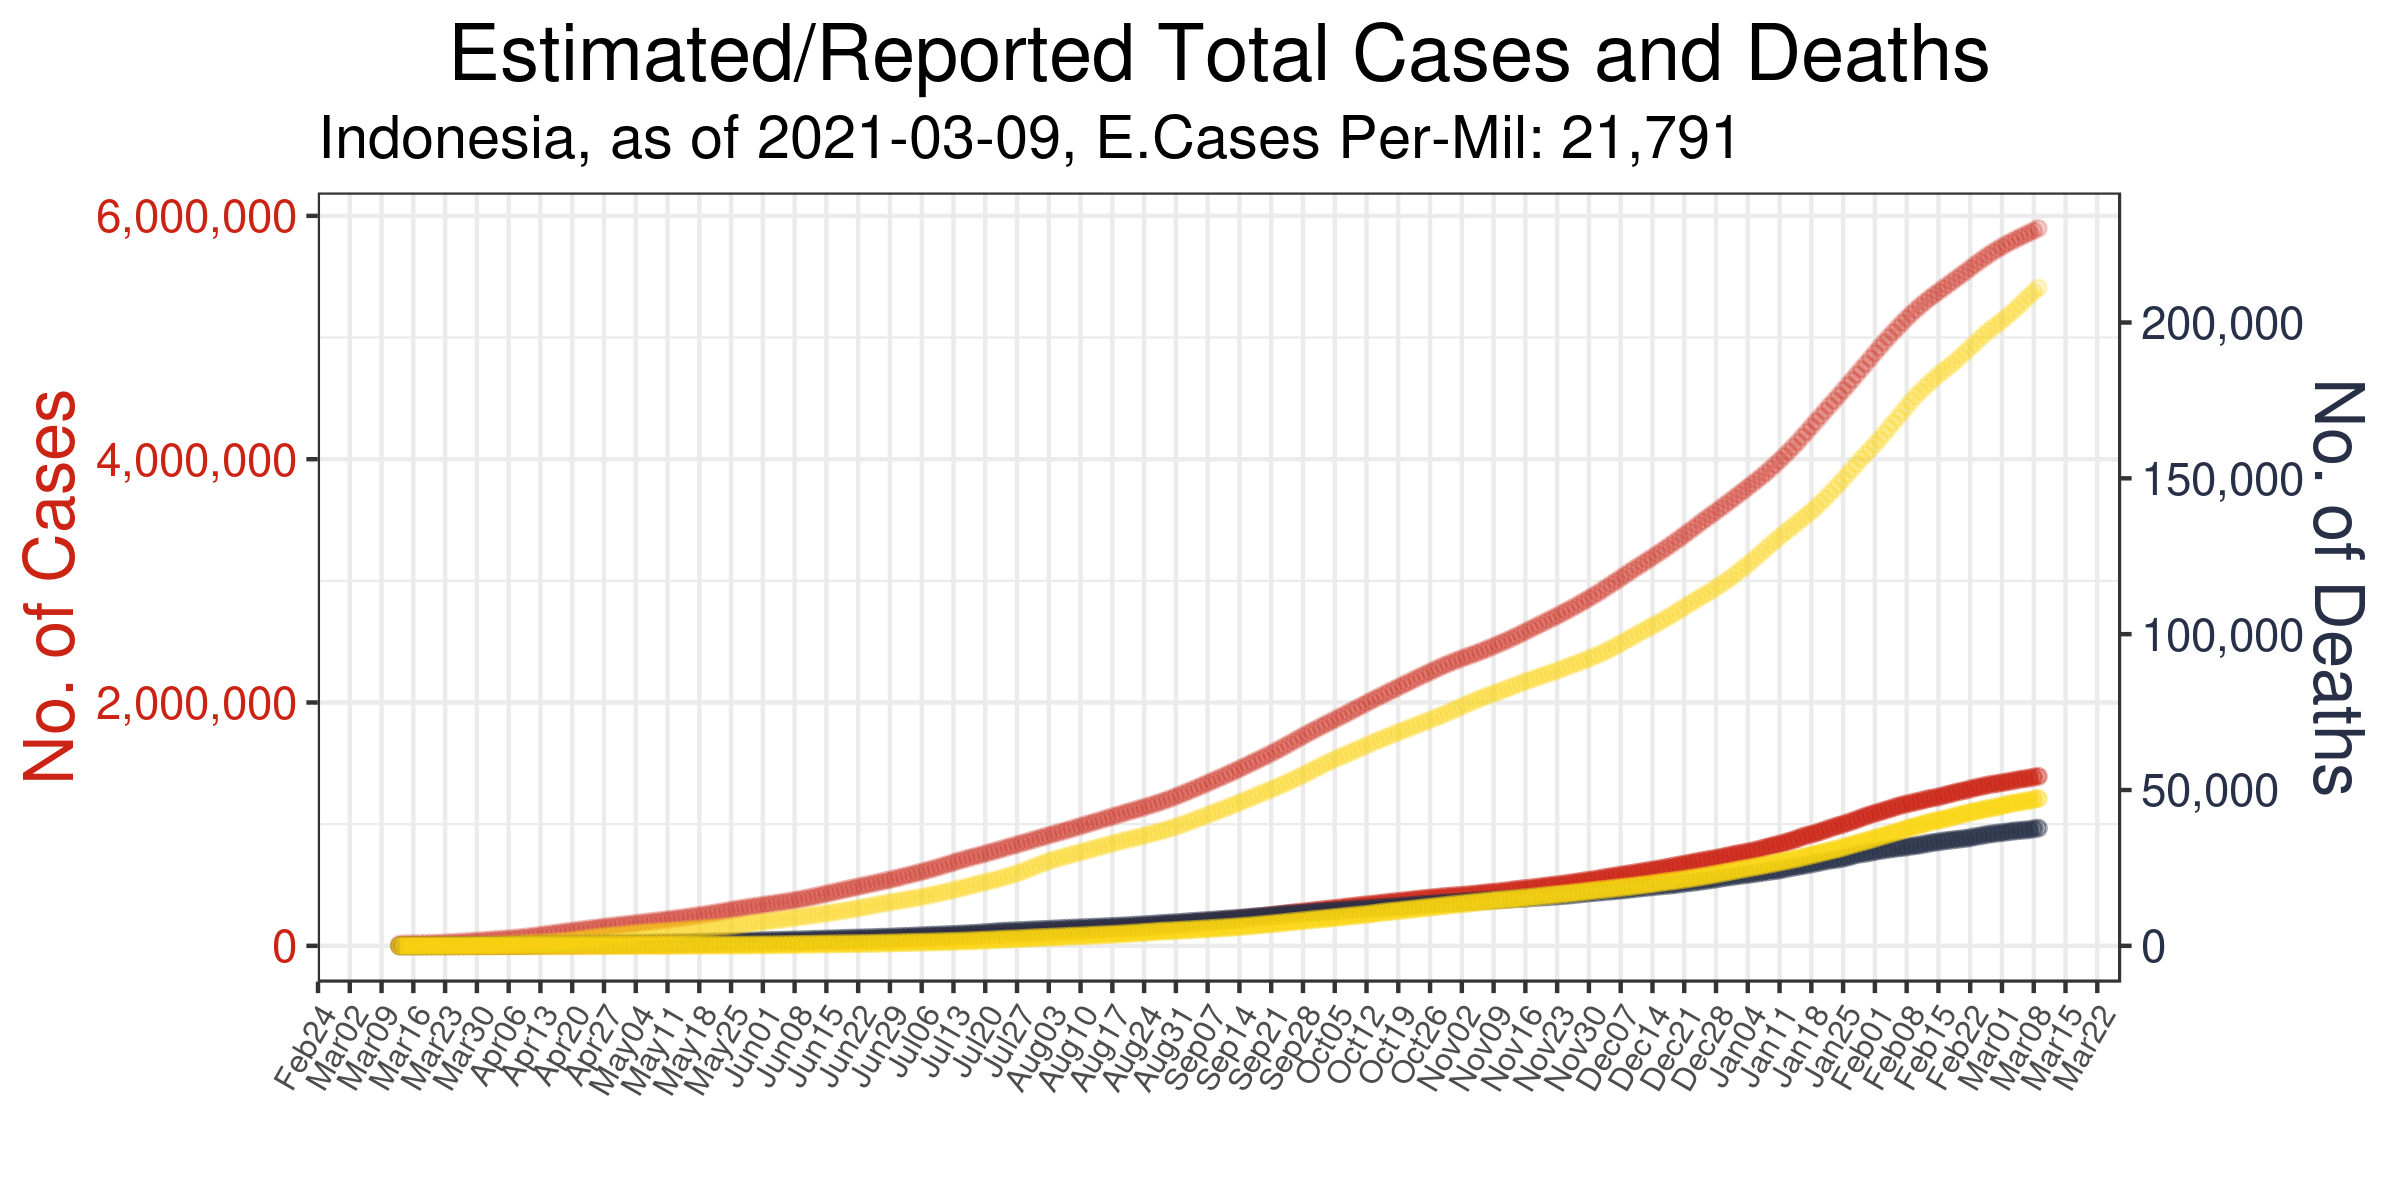 Estimated/Reported Total Cases and Deaths
Indonesia, as of 2021-03-09, E.Cases Per-Mil: 21,791
No. of Cases
6,000,000
4,000,000
2,000,000
0
200,000
150,000
100,000
50,000
0
No. of Deaths
Feb24
Mar02
Mar09
Mar16
Mar23
Mar30
Apr06
Apr13
Apr20
Apr27
May04
May11
May18
May25
Jun01
Jun08
Jun15
Jun22
Jun29
Jul06
Jul13
Jul20
Jul27
Aug03
Aug10
Aug17
Aug24
Aug31
Sep07
Sep14
Sep21
Sep28
Oct05
Oct12
Oct19
Oct26
Nov02
Nov09
Nov16
Nov23
Nov30
Dec07
Dec14
Dec21
Dec28
Jan04
Jan11
Jan18
Jan25
Feb01
Feb08
Feb15
Feb22
Mar01
Mar08
Mar15
Mar22